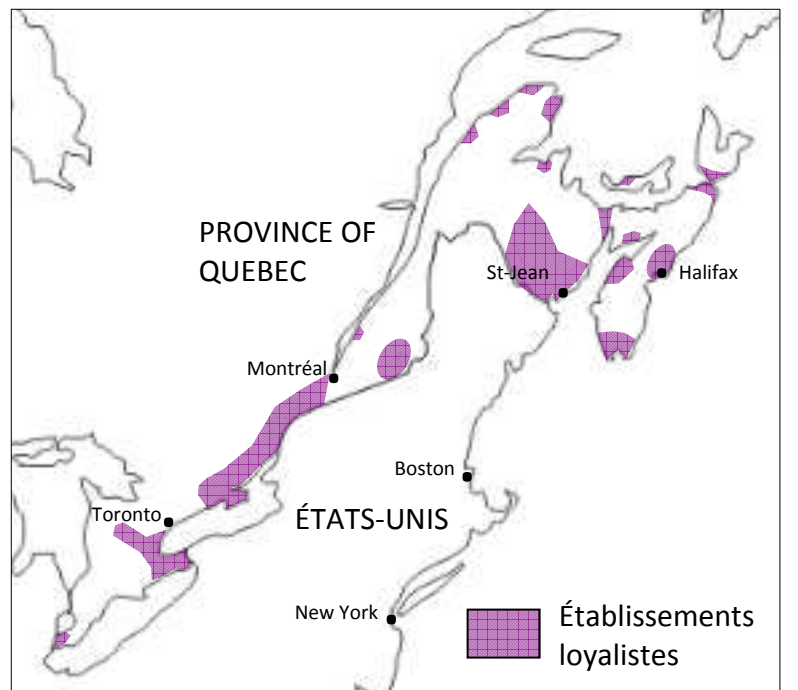 PROVINCE OF
QUEBEC
St-Jean
Halifax
Montréal
Boston
Toronto
ÉTATS-UNIS
New York
Établissements
loyalistes